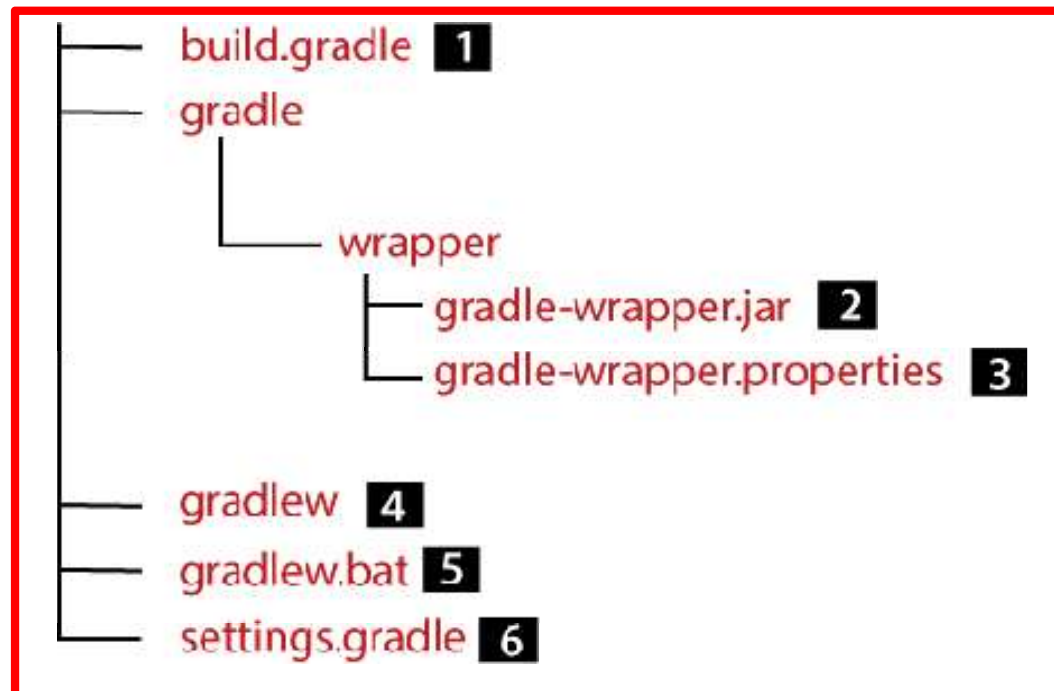 build.gradle 1
gradle
wrapper
gradle-wrapper.jar 2
gradle-wrapper.properties 3
gradlew 4
gradlew.bat 5
settings.gradle 6